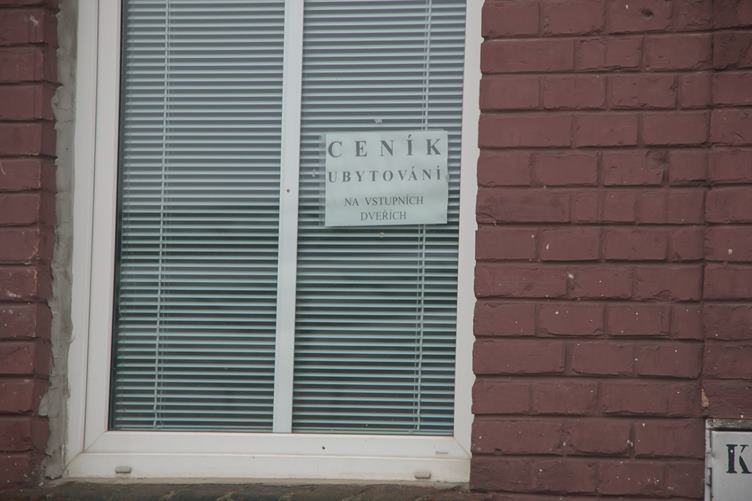 CENÍK
UBYTOVÁNÍ
NA VSTUPNÍCH
DVEŘÍCH
K